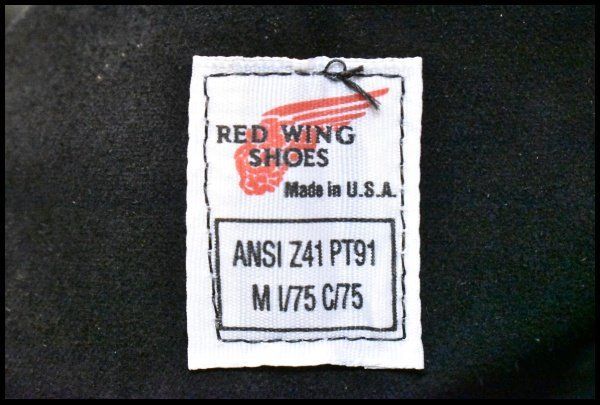 RED WING
SHOES
Made in U.S.A.
ANSI Z41 PT91
M I/75 C/75